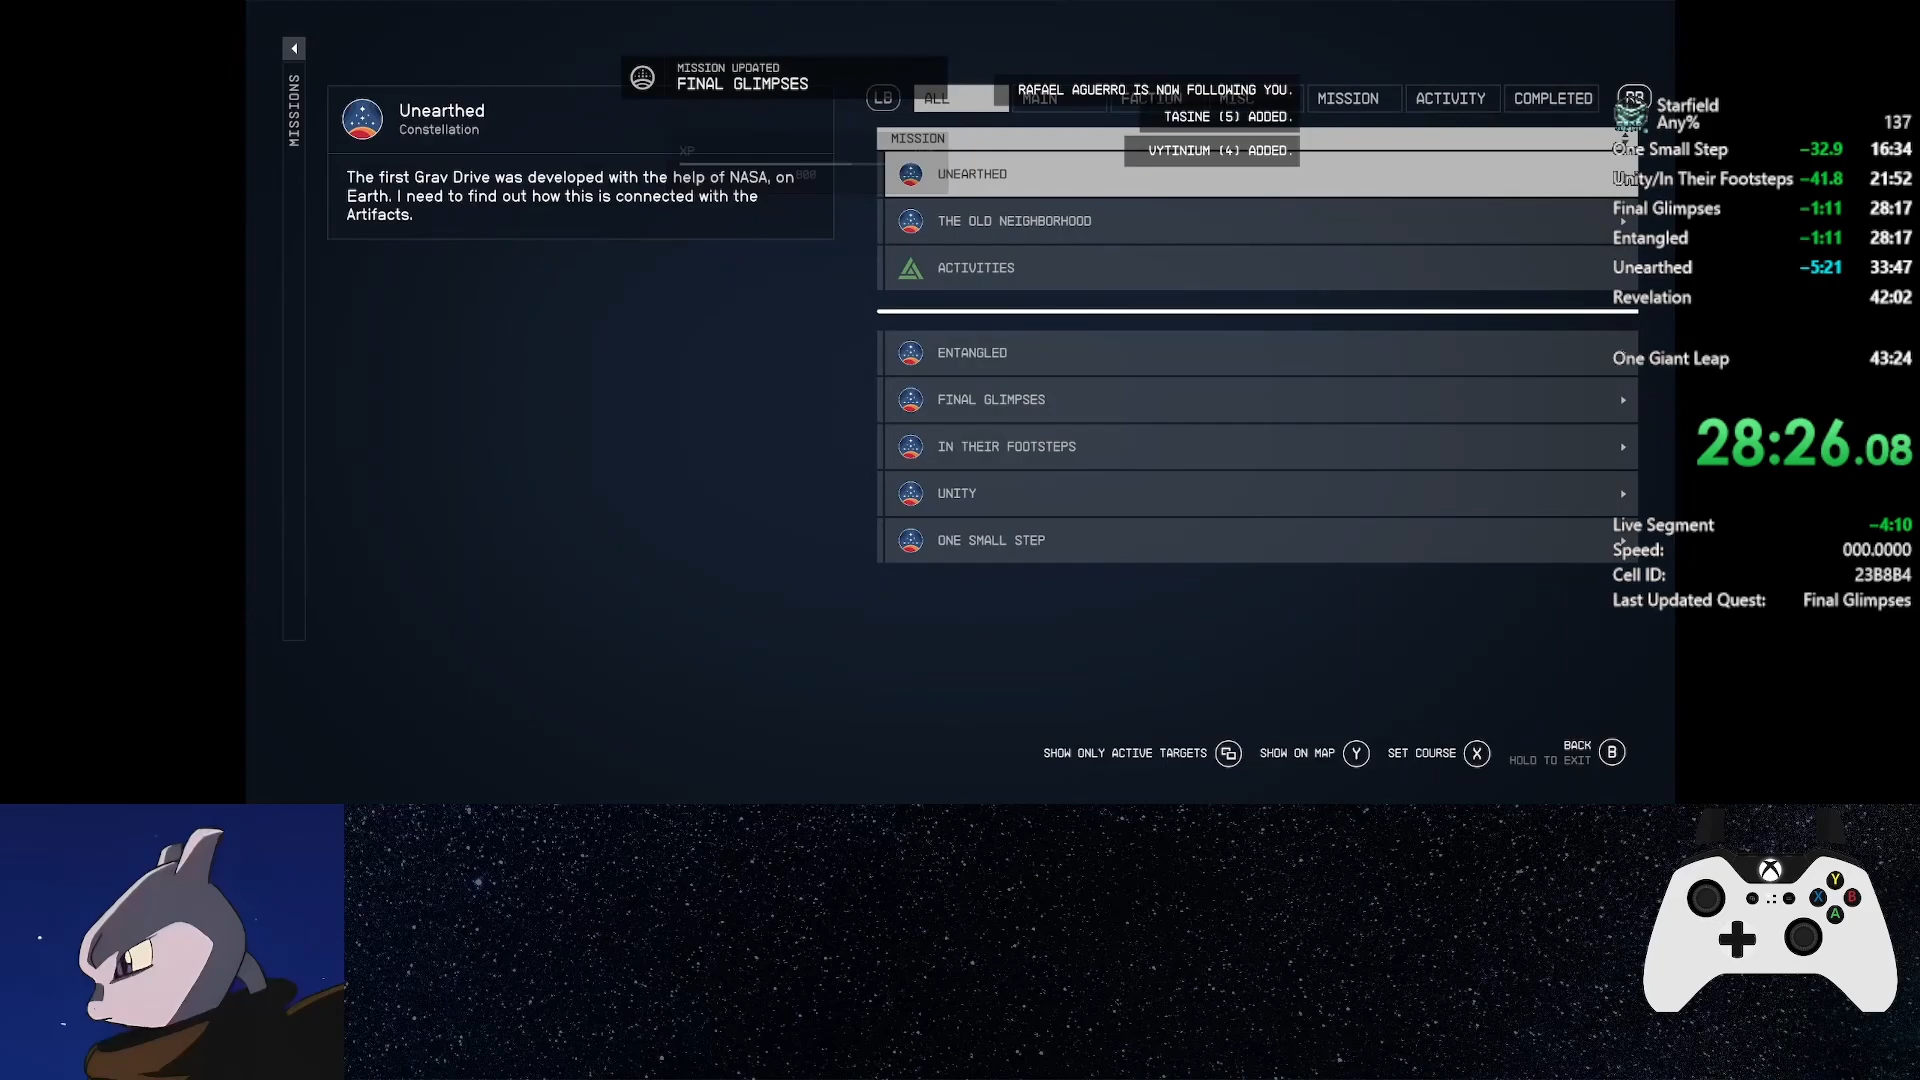 MISSIONS
Unearthed
Constellation
The first Grav Drive was developed with the help of NASA, on
Earth. I need to find out how this is connected with the
Artifacts.
MISSION UPDATED
FINAL GLIMPSES
XP
800
LB
ALL
MAIN
FACTION
MISC
MISSION
ACTIVITY
COMPLETED
RB
RAFAEL AGUERRO IS NOW FOLLOWING YOU.
TASINE (5) ADDED.
VYTINIUM (4) ADDED.
MISSION
UNEARTHED
THE OLD NEIGHBORHOOD
ACTIVITIES
ENTANGLED
FINAL GLIMPSES
IN THEIR FOOTSTEPS
UNITY
ONE SMALL STEP
SHOW ONLY ACTIVE TARGETS
SHOW ON MAP Y
SET COURSE X
BACK B
HOLD TO EXIT
Starfield
Any% 137
One Small Step -32.9 16:34
Unity/In Their Footsteps -41.8 21:52
Final Glimpses -1:11 28:17
Entangled -1:11 28:17
Unearthed -5:21 33:47
Revelation 42:02
One Giant Leap 43:24
28:26.08
Live Segment -4:10
Speed: 000.0000
Cell ID: 23B8B4
Last Updated Quest: Final Glimpses
Y
X
B
A